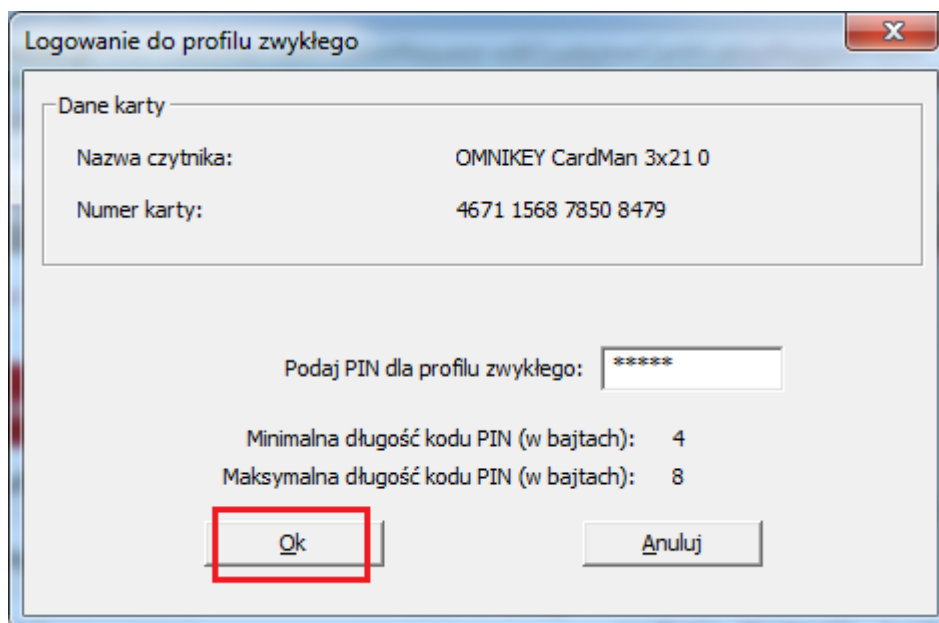 Logowanie do profilu zwykłego
Dane karty
Nazwa czytnika: OMNIKEY CardMan 3x21 0
Numer karty: 4671 1568 7850 8479
Podaj PIN dla profilu zwykłego: *****
Minimalna długość kodu PIN (w bajtach): 4
Maksymalna długość kodu PIN (w bajtach): 8
Ok Anuluj